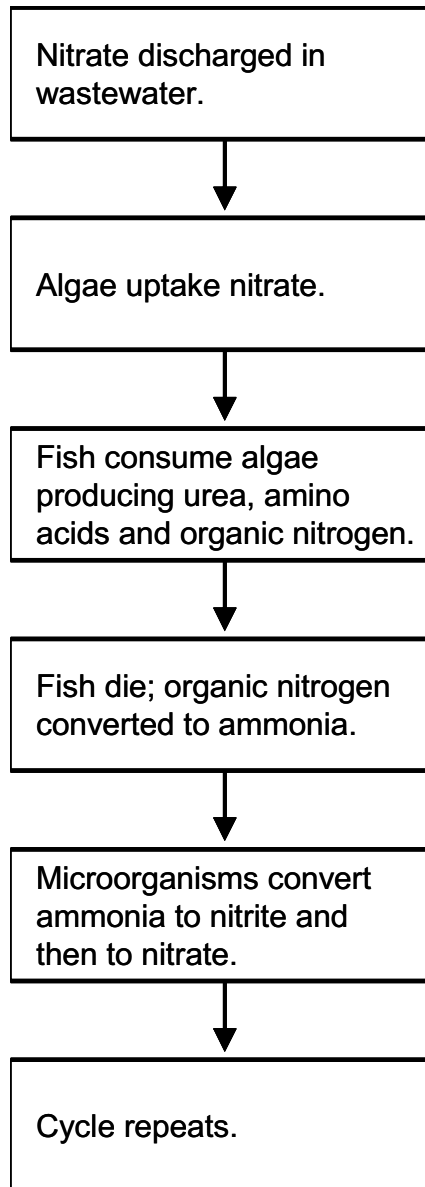 Nitrate discharged in
wastewater.
Algae uptake nitrate.
Fish consume algae
producing urea, amino
acids and organic nitrogen.
Fish die; organic nitrogen
converted to ammonia.
Microorganisms convert
ammonia to nitrite and
then to nitrate.
Cycle repeats.